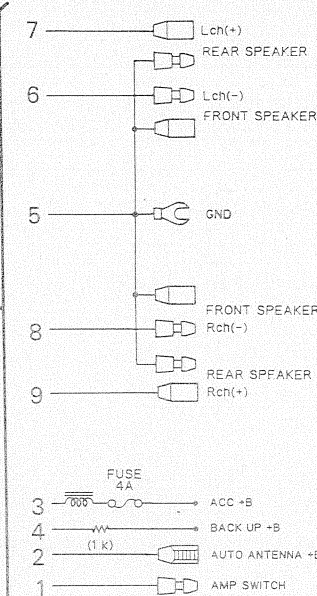 7 Lch(+)
REAR SPEAKER
6 Lch(-)
FRONT SPEAKER
5 GND
FRONT SPEAKER
8 Rch(-)
REAR SPEAKER
9 Rch(+)
FUSE
4A
3 ACC +B
4 BACK UP +B
(1 k)
2 AUTO ANTENNA +B
1 AMP SWITCH